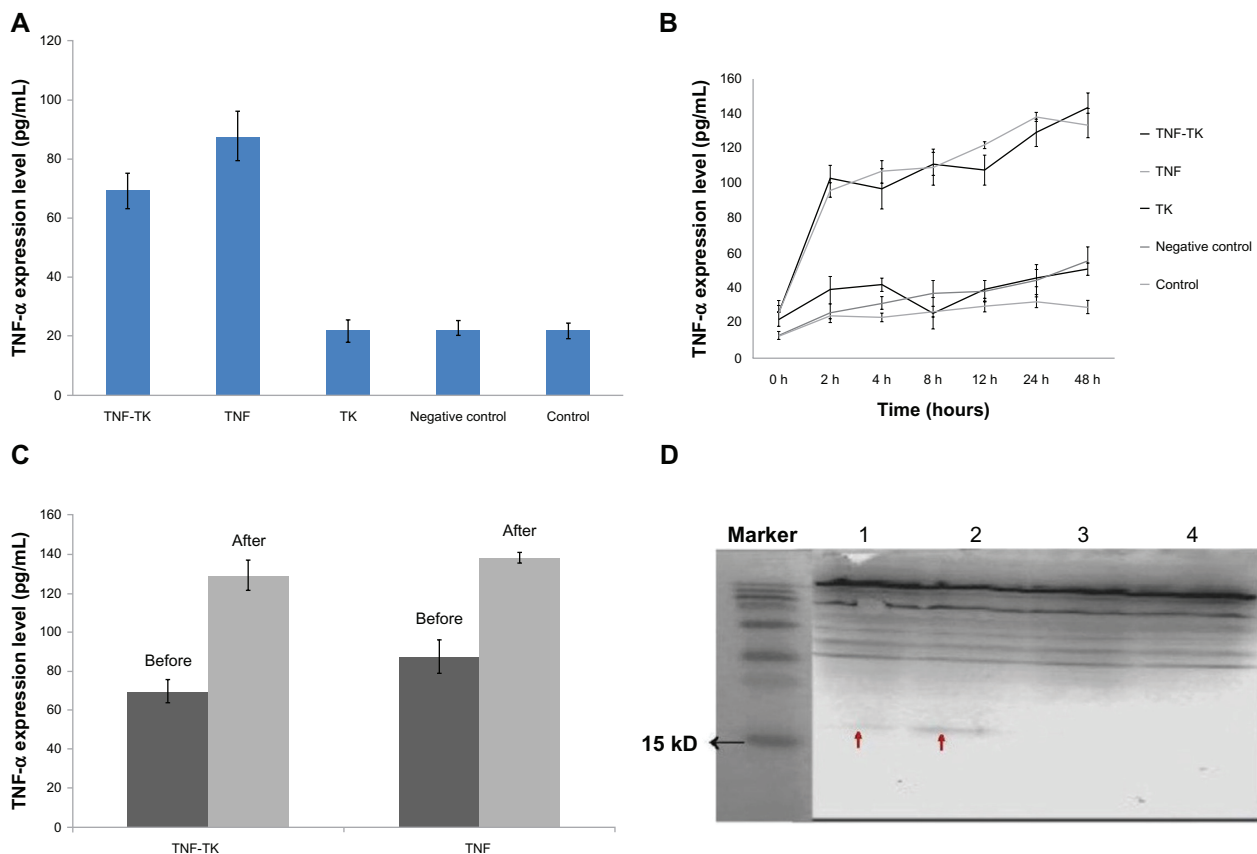 A
TNF-α expression level (pg/mL)
120
100
80
60
40
20
0
TNF-TK
TNF
TK
Negative control
Control
B
TNF-α expression level (pg/mL)
160
140
120
100
80
60
40
20
0
0 h
2 h
4 h
8 h
12 h
24 h
48 h
Time (hours)
TNF-TK
TNF
TK
Negative control
Control
C
TNF-α expression level (pg/mL)
160
140
120
100
80
60
40
20
0
Before
After
Before
After
TNF-TK
TNF
D
Marker 1 2 3 4
15 kD